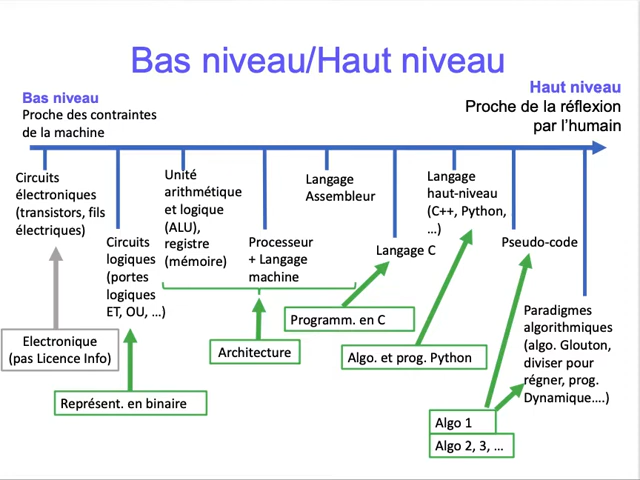 Bas niveau/Haut niveau
Bas niveau
Proche des contraintes
de la machine
Haut niveau
Proche de la réflexion
par l’humain
Circuits
électroniques
(transistors, fils
électriques)
Circuits
logiques
(portes
logiques
ET, OU, …)
Unité
arithmétique
et logique
(ALU),
registre
(mémoire)
Processeur
+ Langage
machine
Langage
Assembleur
Langage C
Langage
haut-niveau
(C++, Python,
…)
Pseudo-code
Paradigmes
algorithmiques
(algo. Glouton,
diviser pour
régner, prog.
Dynamique….)
Electronique
(pas Licence Info)
Représent. en binaire
Architecture
Programm. en C
Algo. et prog. Python
Algo 1
Algo 2, 3, …